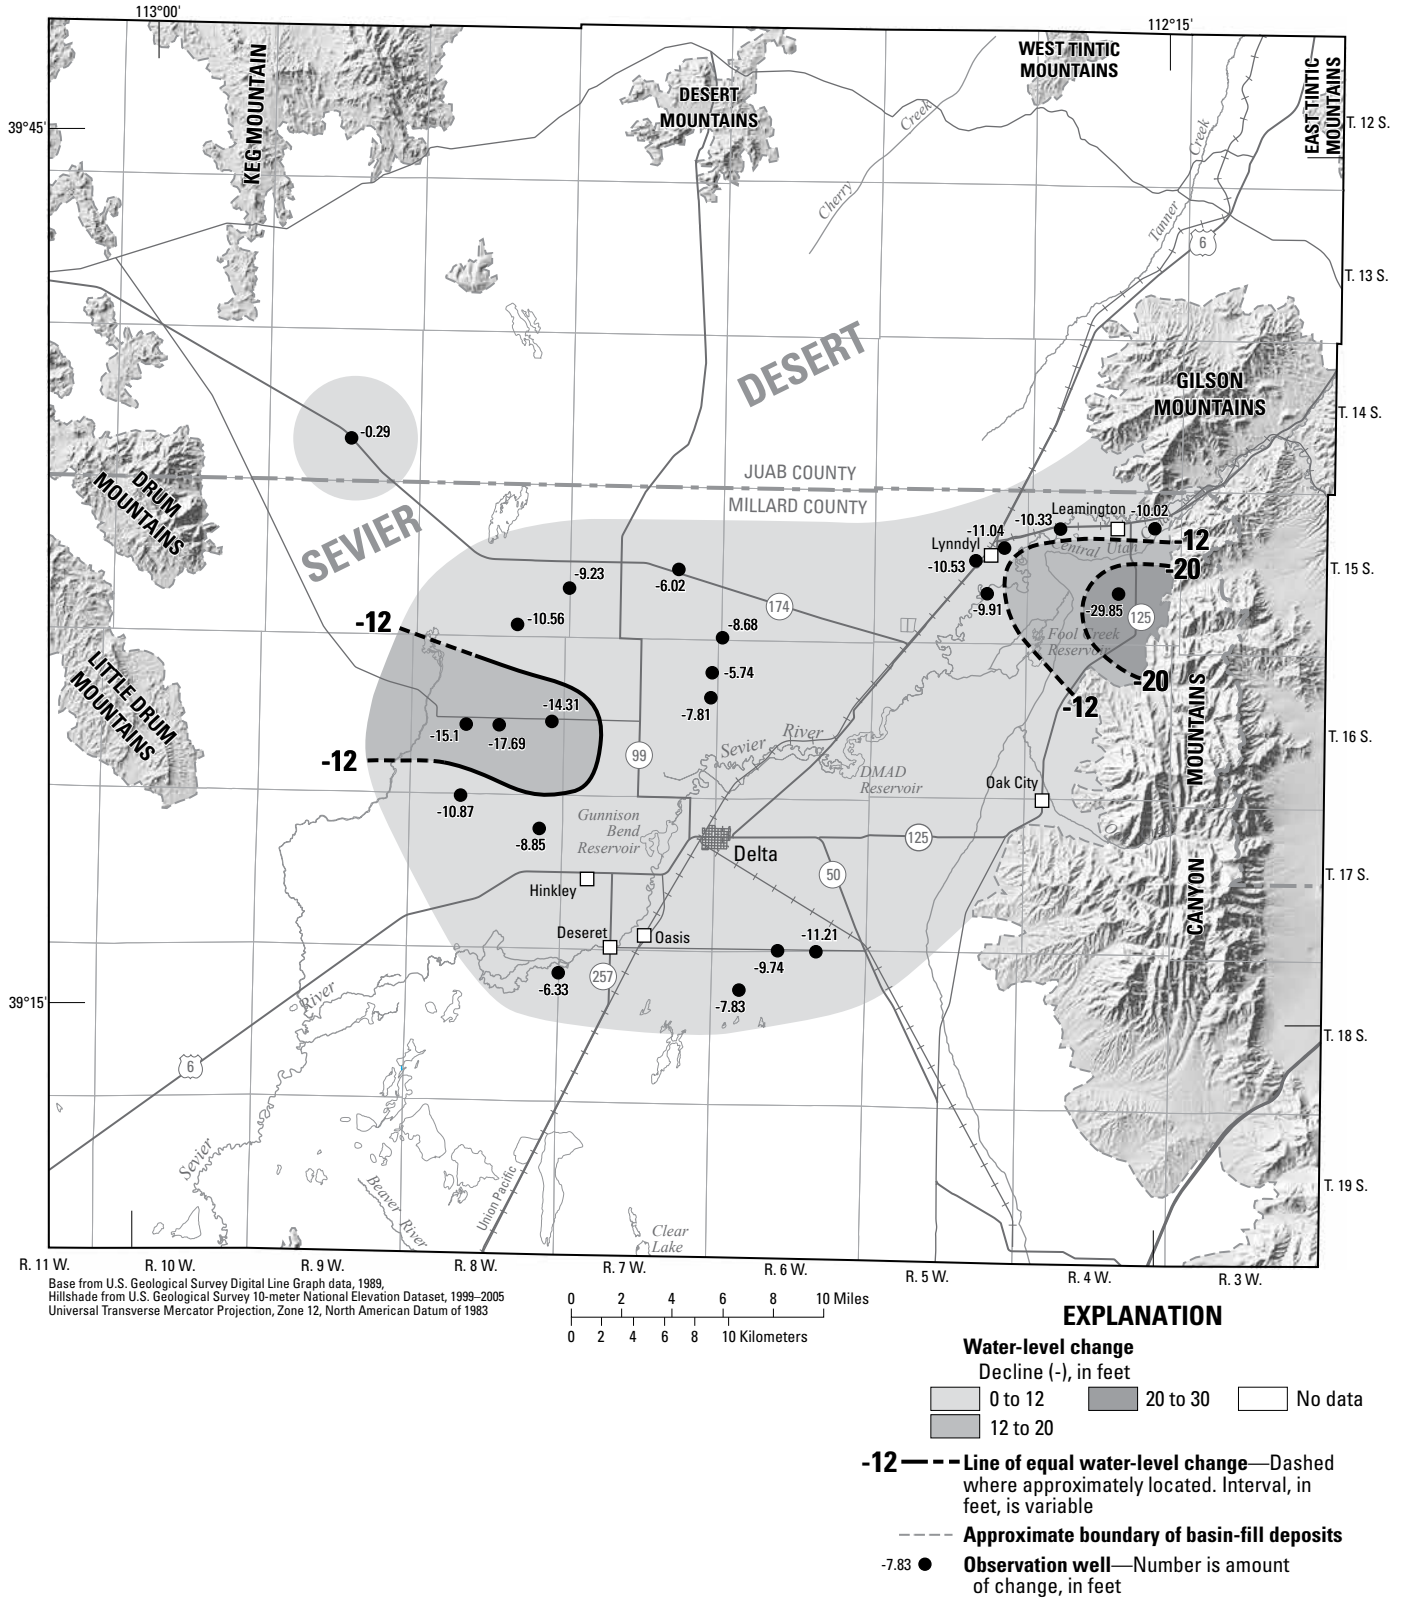 113°00'
112°15'
KEG MOUNTAIN
DESERT
MOUNTAINS
WEST TINTIC
MOUNTAINS
EAST TINTIC
MOUNTAINS
39°45'
T. 12 S.
Cherry
Creek
Tanner
Creek
6
T. 13 S.
DESERT
GILSON
MOUNTAINS
T. 14 S.
-0.29
JUAB COUNTY
MILLARD COUNTY
DRUM
MOUNTAINS
SEVIER
Leamington
-10.02
-10.33
-11.04
Lynndyl
-10.53
Central Utah
12
-20
T. 15 S.
-9.23
-6.02
174
-9.91
-29.85
125
-10.56
-12
-8.68
Fool Creek
Reservoir
-5.74
-20
-12
LITTLE DRUM
MOUNTAINS
-14.31
-7.81
-15.1
-17.69
-12
99
Sevier
River
DMAD
Reservoir
T. 16 S.
Oak City
-10.87
-8.85
Gunnison
Bend
Reservoir
Delta
125
50
CANYON
MOUNTAINS
T. 17 S.
Hinkley
Deseret
Oasis
-11.21
-9.74
-6.33
257
-7.83
39°15'
River
T. 18 S.
6
Sevier
Beaver River
Union Pacific
T. 19 S.
Clear
Lake
R. 11 W.
R. 10 W.
R. 9 W.
R. 8 W.
R. 7 W.
R. 6 W.
R. 5 W.
R. 4 W.
R. 3 W.
Base from U.S. Geological Survey Digital Line Graph data, 1989,
Hillshade from U.S. Geological Survey 10-meter National Elevation Dataset, 1999–2005
Universal Transverse Mercator Projection, Zone 12, North American Datum of 1983
0 2 4 6 8 10 Miles
0 2 4 6 8 10 Kilometers
EXPLANATION
Water-level change
Decline (-), in feet
0 to 12
20 to 30
No data
12 to 20
-12
Line of equal water-level change—Dashed
where approximately located. Interval, in
feet, is variable
Approximate boundary of basin-fill deposits
-7.83
Observation well—Number is amount
of change, in feet